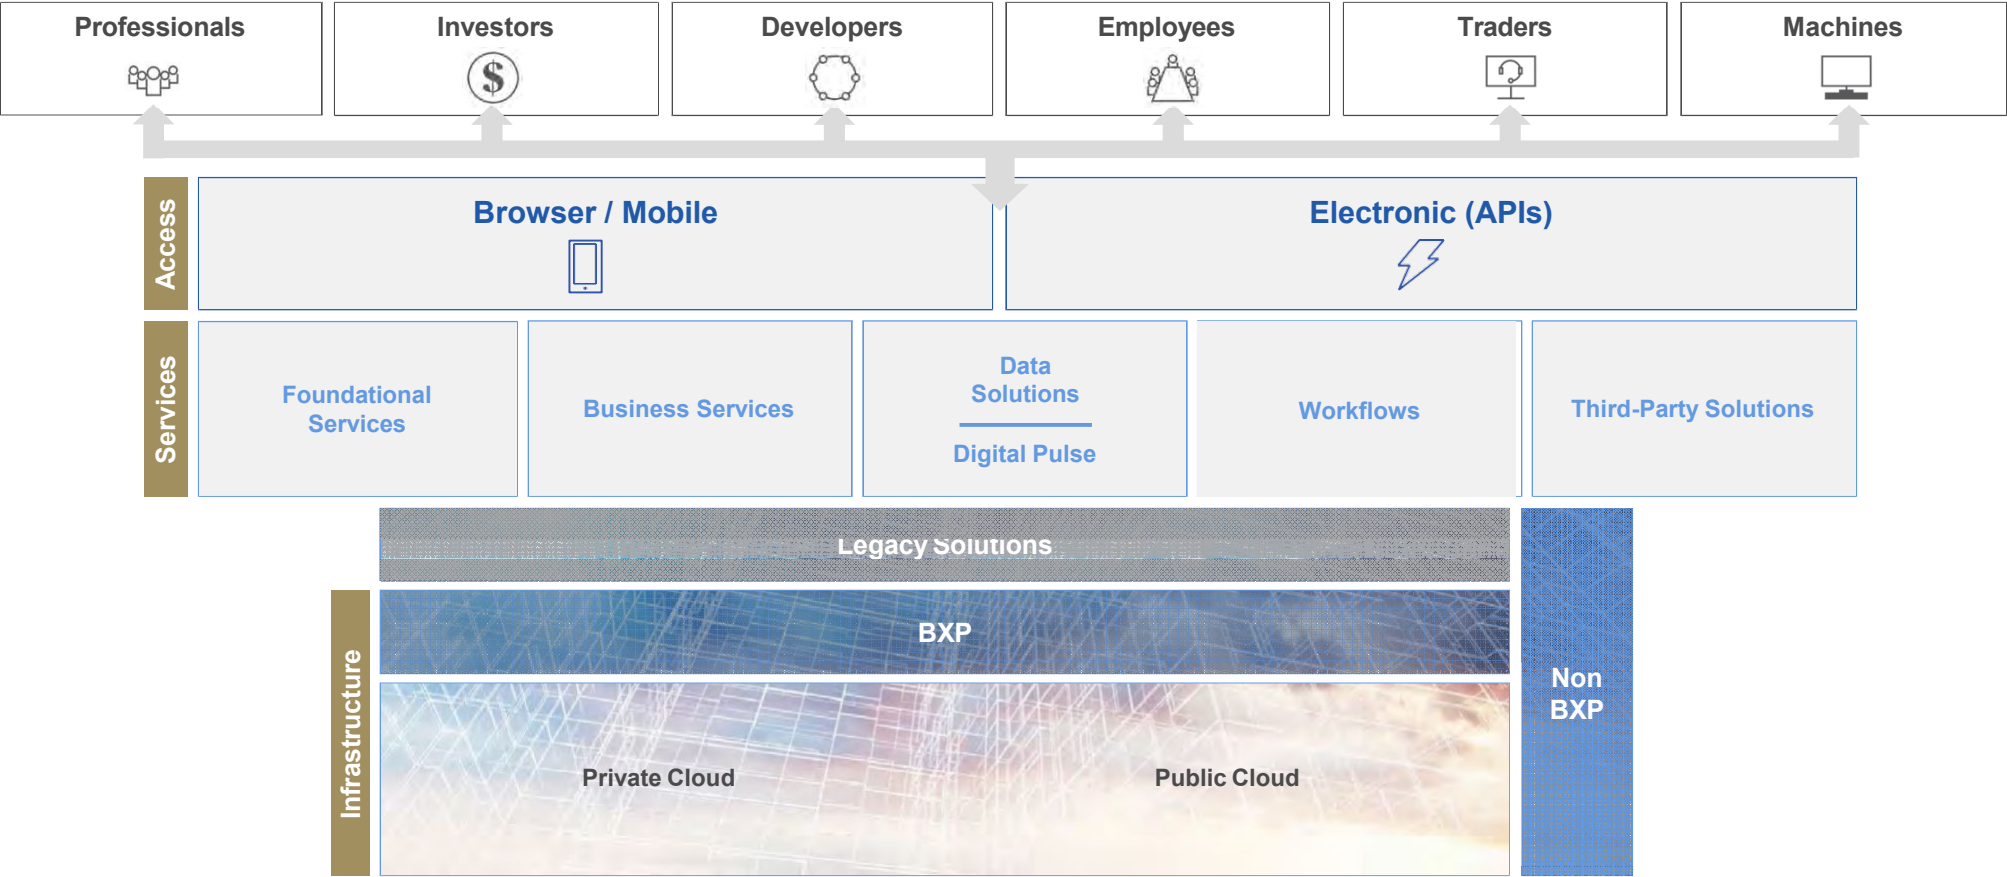 Professionals
Investors
Developers
Employees
Traders
Machines
$
Access
Browser / Mobile
Electronic (APIs)
Services
Foundational
Services
Business Services
Data
Solutions
Digital Pulse
Workflows
Third-Party Solutions
Legacy Solutions
Infrastructure
BXP
Non
BXP
Private Cloud
Public Cloud